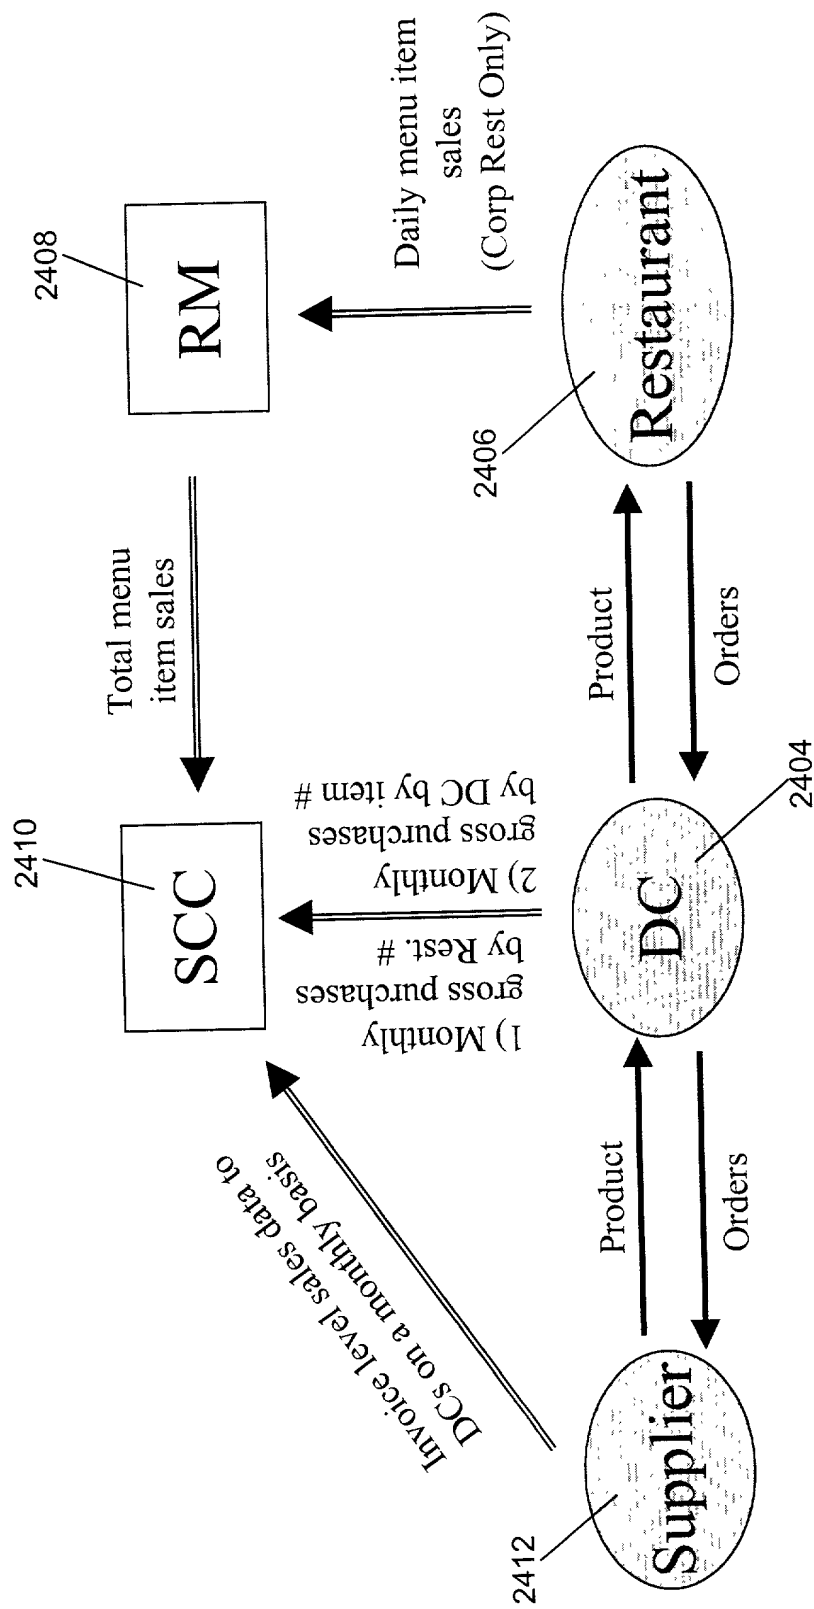 2410
SCC
Total menu
item sales
2408
RM
Invoice level sales data to
DCs on a monthly basis
1) Monthly
gross purchases
by Rest. #
2) Monthly
gross purchases
by DC by item #
Daily menu item
sales
(Corp Rest Only)
2412
Supplier
Product
Orders
DC
2404
Product
Orders
2406
Restaurant